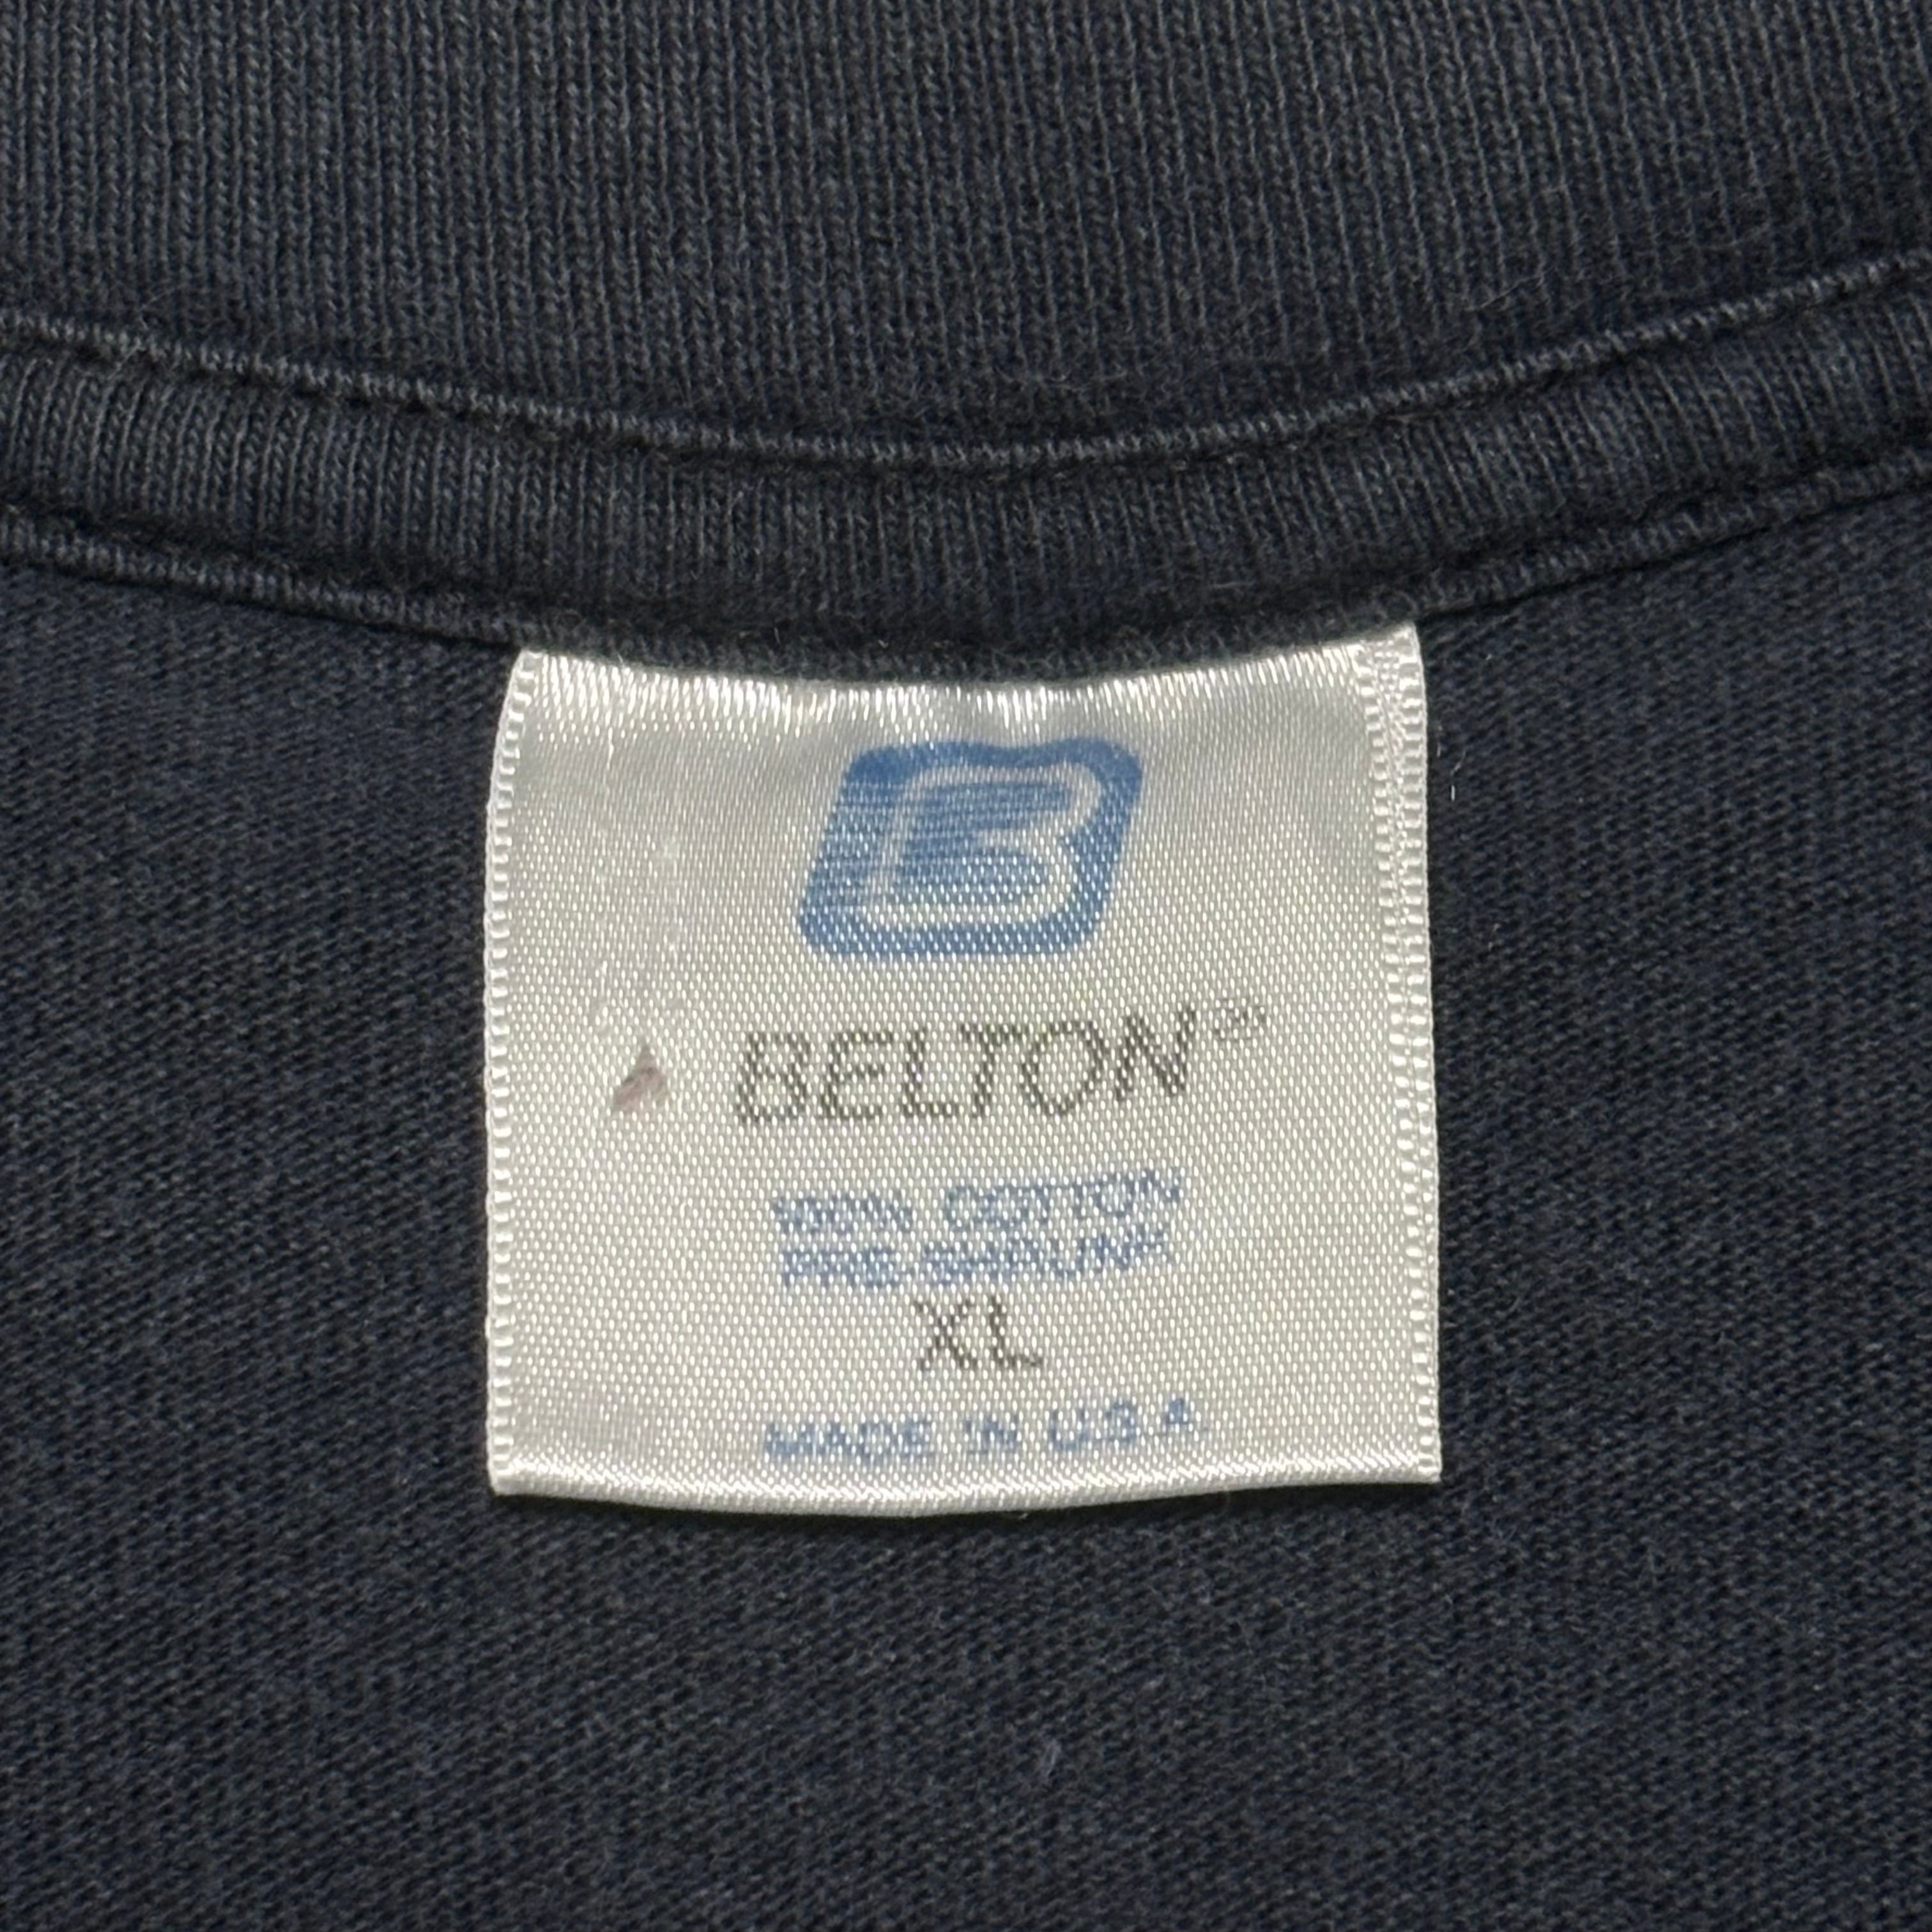 B
BELTON®
100% COTTON
PRE-SHRUNK
XL
MADE IN U.S.A.